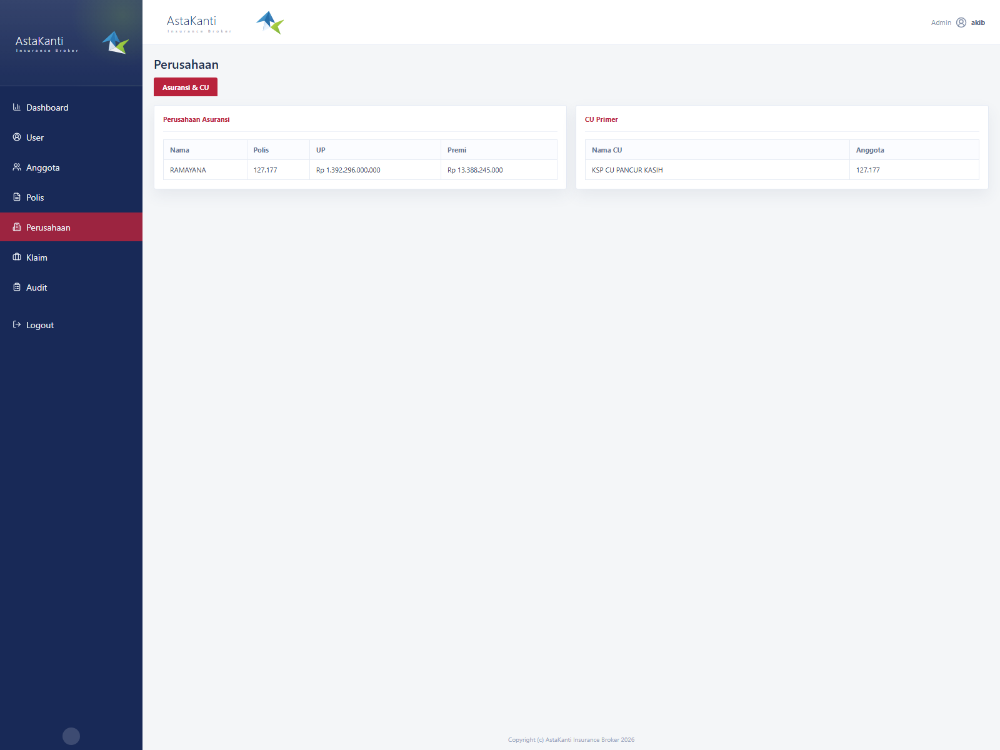 AstaKanti
Insurance Broker
Dashboard
User
Anggota
Polis
Perusahaan
Klaim
Audit
Logout
AstaKanti
Insurance Broker
Admin akib
Perusahaan
Asuransi & CU
Perusahaan Asuransi
Nama Polis UP Premi
RAMAYANA 127.177 Rp 1.392.296.000.000 Rp 13.388.245.000
CU Primer
Nama CU Anggota
KSP CU PANCUR KASIH 127.177
Copyright (c) AstaKanti Insurance Broker 2026